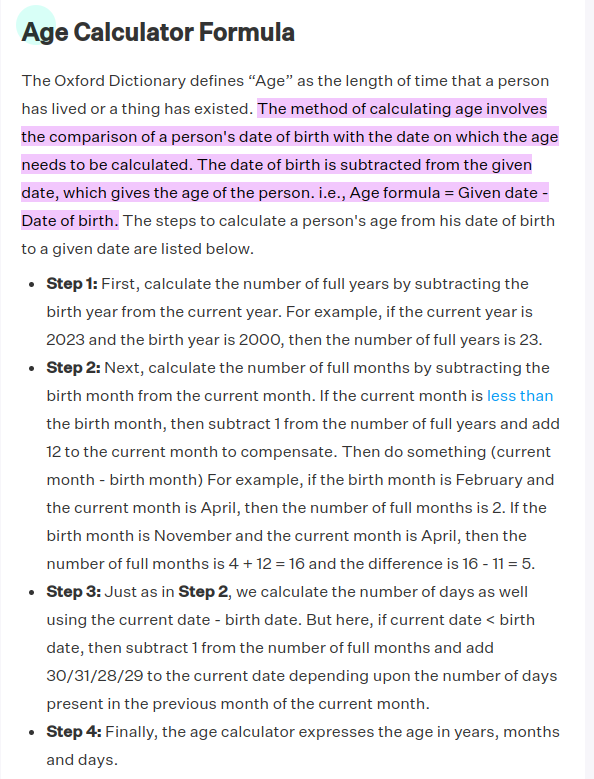 Age Calculator Formula
The Oxford Dictionary defines “Age” as the length of time that a person
has lived or a thing has existed. The method of calculating age involves
the comparison of a person's date of birth with the date on which the age
needs to be calculated. The date of birth is subtracted from the given
date, which gives the age of the person. i.e., Age formula = Given date -
Date of birth. The steps to calculate a person's age from his date of birth
to a given date are listed below.
• Step 1: First, calculate the number of full years by subtracting the
birth year from the current year. For example, if the current year is
2023 and the birth year is 2000, then the number of full years is 23.
• Step 2: Next, calculate the number of full months by subtracting the
birth month from the current month. If the current month is less than
the birth month, then subtract 1 from the number of full years and add
12 to the current month to compensate. Then do something (current
month - birth month) For example, if the birth month is February and
the current month is April, then the number of full months is 2. If the
birth month is November and the current month is April, then the
number of full months is 4 + 12 = 16 and the difference is 16 - 11 = 5.
• Step 3: Just as in Step 2, we calculate the number of days as well
using the current date - birth date. But here, if current date < birth
date, then subtract 1 from the number of full months and add
30/31/28/29 to the current date depending upon the number of days
present in the previous month of the current month.
• Step 4: Finally, the age calculator expresses the age in years, months
and days.